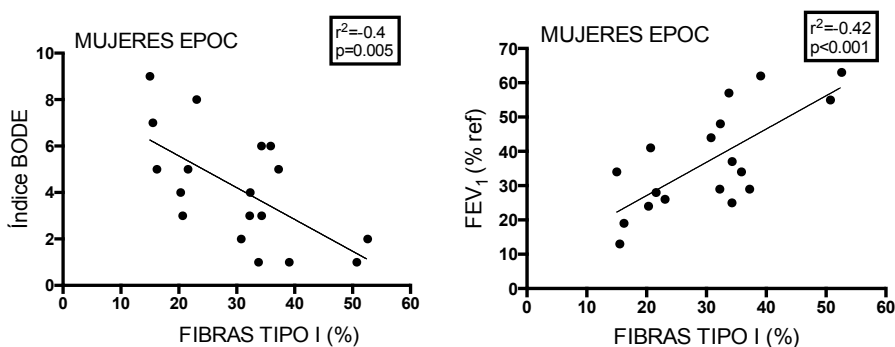 MUJERES EPOC
r²=-0.4
p=0.005
Índice BODE
10
8
6
4
2
0
0 10 20 30 40 50 60
FIBRAS TIPO I (%)
MUJERES EPOC
r²=-0.42
p<0.001
FEV₁ (% ref)
70
60
50
40
30
20
10
0
0 10 20 30 40 50 60
FIBRAS TIPO I (%)